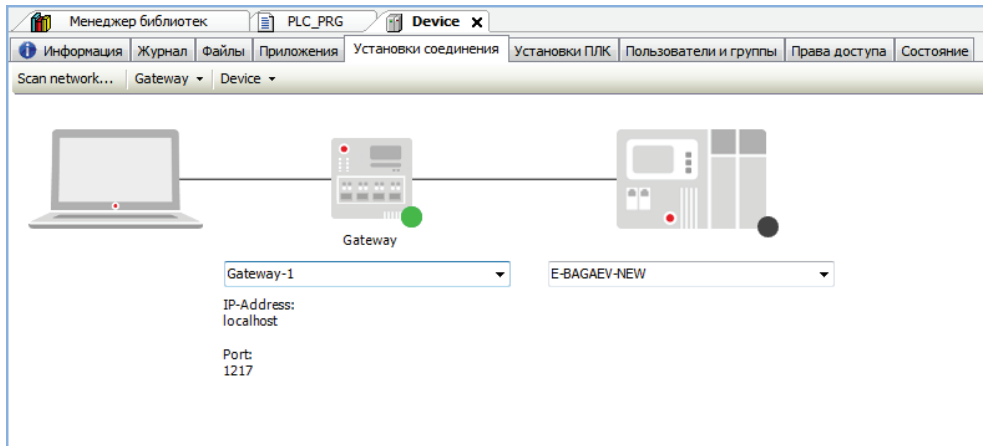 Менеджер библиотек PLC_PRG Device
Информация Журнал Файлы Приложения Установки соединения Установки ПЛК Пользователи и группы Права доступа Состояние
Scan network... Gateway Device
Gateway
Gateway-1 E-BAGAEV-NEW
IP-Address:
localhost
Port:
1217